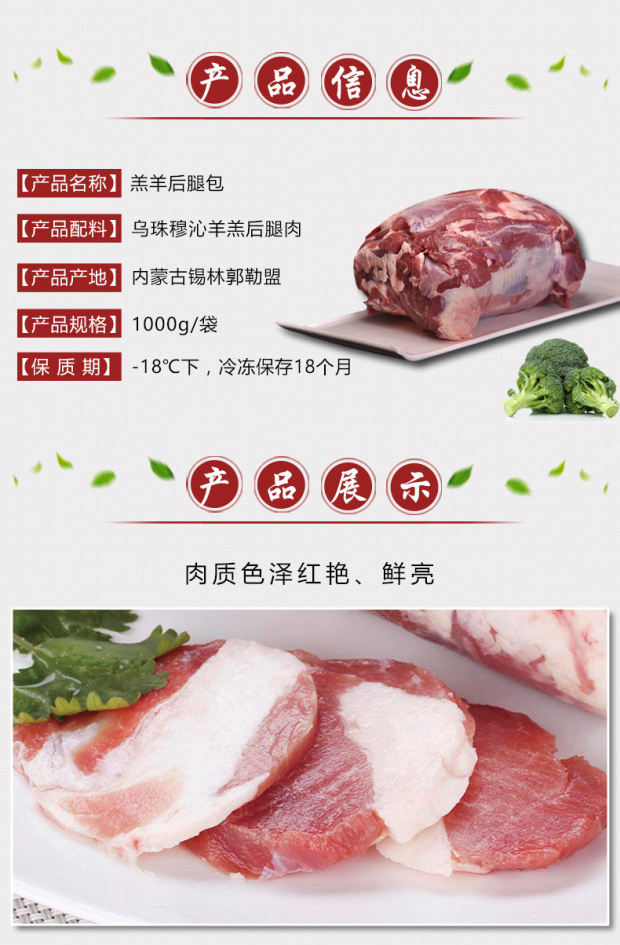 产品信息
【产品名称】 羔羊后腿包
【产品配料】 乌珠穆沁羊羔后腿肉
【产品产地】 内蒙古锡林郭勒盟
【产品规格】 1000g/袋
【保质期】 -18℃下，冷冻保存18个月
产品展示
肉质色泽红艳、鲜亮